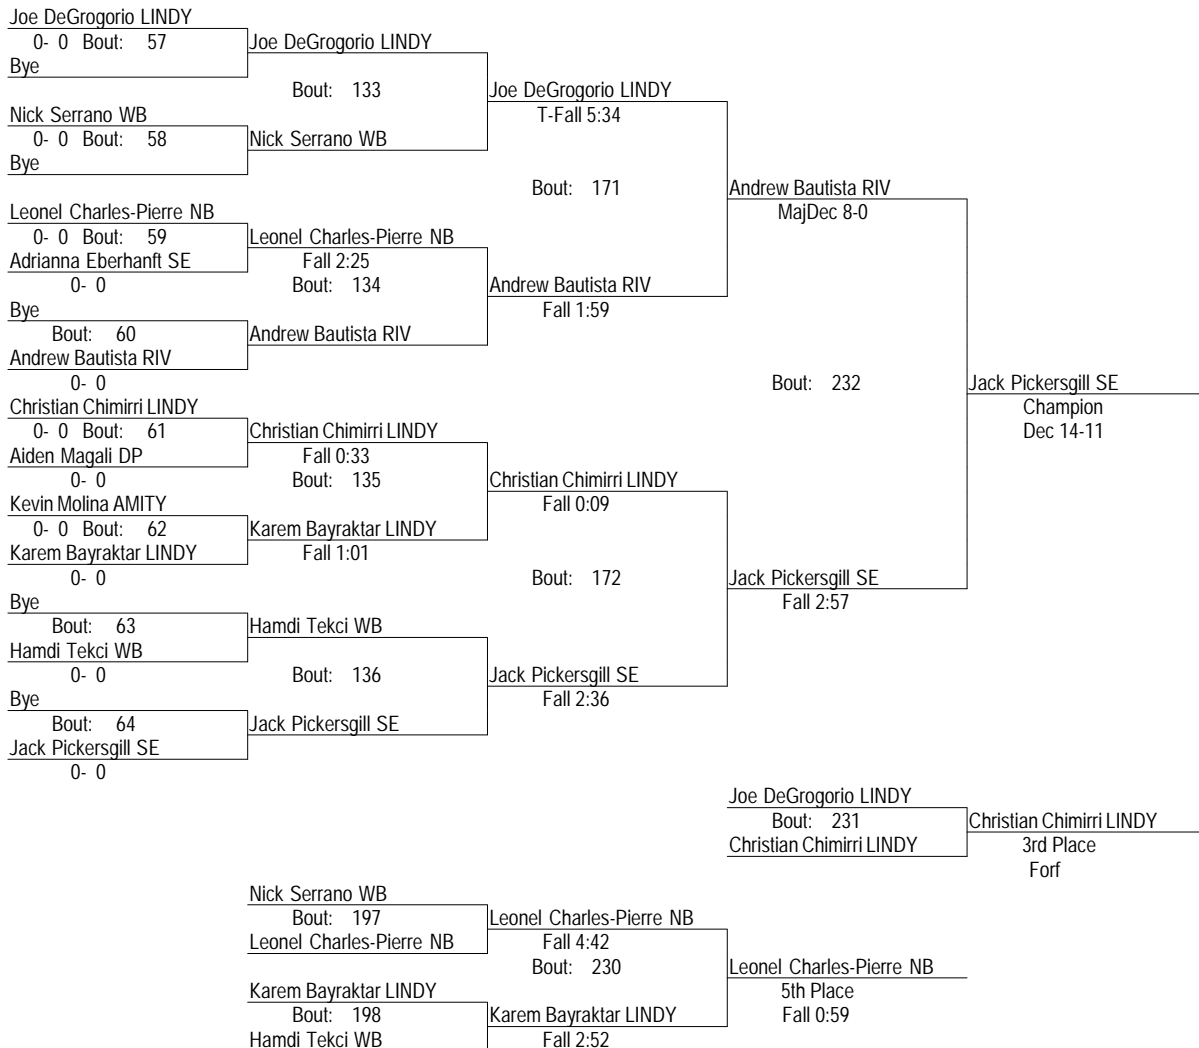 Joe DeGrogorio LINDY
0- 0 Bout: 57
Bye
Nick Serrano WB
0- 0 Bout: 58
Bye
Leonel Charles-Pierre NB
0- 0 Bout: 59
Adrianna Eberhanft SE
0- 0
Bye
Bout: 60
Andrew Bautista RIV
0- 0
Christian Chimirri LINDY
0- 0 Bout: 61
Aiden Magali DP
0- 0
Kevin Molina AMITY
0- 0 Bout: 62
Karem Bayraktar LINDY
0- 0
Bye
Bout: 63
Hamdi Tekci WB
0- 0
Bye
Bout: 64
Jack Pickersgill SE
0- 0
Joe DeGrogorio LINDY
Bout: 133
Nick Serrano WB
Leonel Charles-Pierre NB
Fall 2:25
Bout: 134
Andrew Bautista RIV
Christian Chimirri LINDY
Fall 0:33
Bout: 135
Karem Bayraktar LINDY
Fall 1:01
Hamdi Tekci WB
Bout: 136
Jack Pickersgill SE
Joe DeGrogorio LINDY
T-Fall 5:34
Bout: 171
Andrew Bautista RIV
Fall 1:59
Christian Chimirri LINDY
Fall 0:09
Bout: 172
Jack Pickersgill SE
Fall 2:36
Andrew Bautista RIV
MajDec 8-0
Bout: 232
Jack Pickersgill SE
Fall 2:57
Jack Pickersgill SE
Champion
Dec 14-11
Joe DeGrogorio LINDY
Bout: 231
Christian Chimirri LINDY
Christian Chimirri LINDY
3rd Place
Forf
Nick Serrano WB
Bout: 197
Leonel Charles-Pierre NB
Karem Bayraktar LINDY
Bout: 198
Hamdi Tekci WB
Leonel Charles-Pierre NB
Fall 4:42
Bout: 230
Karem Bayraktar LINDY
Fall 2:52
Leonel Charles-Pierre NB
5th Place
Fall 0:59